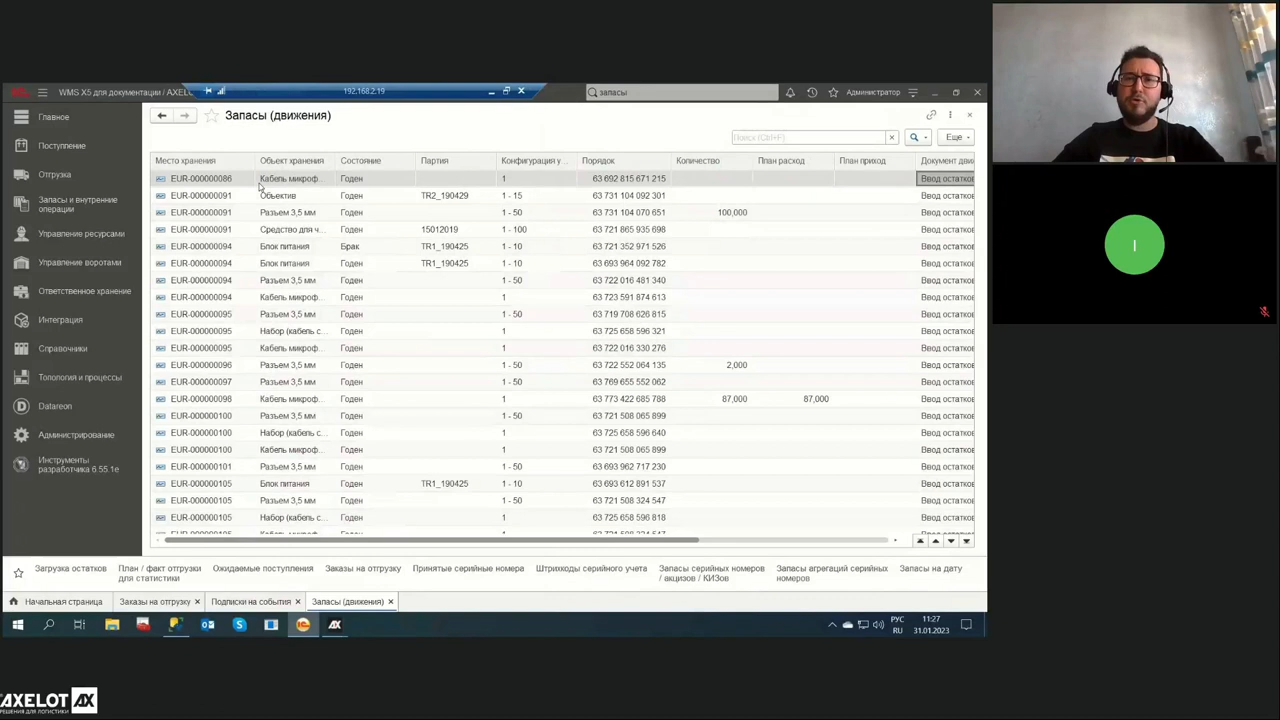 WMS X5 для документации / AXEL
192.168.2.19
запасы
Администратор
Главное
Поступление
Отгрузка
Запасы и внутренние
операции
Управление ресурсами
Управление воротами
Ответственное хранение
Интеграция
Справочники
Топология и процессы
Datareon
Администрирование
Инструменты
разработчика 6.55.1e
Запасы (движения)
Поиск (Ctrl+F)
Еще
Место хранения Объект хранения Состояние Партия Конфигурация у... Порядок Количество План расход План приход Документ дви
EUR-000000086 Кабель микроф... Годен 1 63 692 815 671 215 Ввод остатков
EUR-000000091 Объектив Годен TR2_190429 1 - 15 63 731 104 092 301 Ввод остатков
EUR-000000091 Разъем 3,5 мм Годен 1 - 50 63 731 104 070 651 100,000 Ввод остатков
EUR-000000091 Средство для ч... Годен 15012019 1 - 100 63 721 865 935 698 Ввод остатков
EUR-000000094 Блок питания Брак TR1_190425 1 - 10 63 721 352 971 526 Ввод остатков
EUR-000000094 Блок питания Годен TR1_190425 1 - 10 63 693 964 092 782 Ввод остатков
EUR-000000094 Разъем 3,5 мм Годен 1 - 50 63 722 016 481 340 Ввод остатков
EUR-000000094 Кабель микроф... Годен 1 63 723 591 874 613 Ввод остатков
EUR-000000095 Разъем 3,5 мм Годен 1 - 50 63 719 708 626 815 Ввод остатков
EUR-000000095 Набор (кабель с... Годен 1 63 725 658 596 321 Ввод остатков
EUR-000000095 Кабель микроф... Годен 1 63 722 016 330 276 Ввод остатков
EUR-000000096 Разъем 3,5 мм Годен 1 - 50 63 722 552 064 135 2,000 Ввод остатков
EUR-000000097 Разъем 3,5 мм Годен 1 - 50 63 769 655 552 062 Ввод остатков
EUR-000000098 Кабель микроф... Годен 1 63 773 422 685 788 87,000 87,000 Ввод остатков
EUR-000000100 Разъем 3,5 мм Годен 1 - 50 63 721 508 065 899 Ввод остатков
EUR-000000100 Набор (кабель с... Годен 1 63 725 658 596 640 Ввод остатков
EUR-000000100 Кабель микроф... Годен 1 63 721 508 065 899 Ввод остатков
EUR-000000101 Разъем 3,5 мм Годен 1 - 50 63 693 962 717 230 Ввод остатков
EUR-000000105 Блок питания Годен TR1_190425 1 - 10 63 693 612 891 537 Ввод остатков
EUR-000000105 Разъем 3,5 мм Годен 1 - 50 63 721 508 324 547 Ввод остатков
EUR-000000105 Набор (кабель с... Годен 1 63 725 658 596 818 Ввод остатков
Загрузка остатков План / факт отгрузки Ожидаемые поступления Заказы на отгрузку Принятые серийные номера Штрихкоды серийного учета Запасы серийных номеров Запасы агрегаций серийных Запасы на дату
для статистики / акцизов / КИЗов номеров
Начальная страница Заказы на отгрузку Подписки на события Запасы (движения)
РУС 11:27
RU 31.01.2023
I
AXELOT AX
РЕШЕНИЯ ДЛЯ ЛОГИСТИКИ